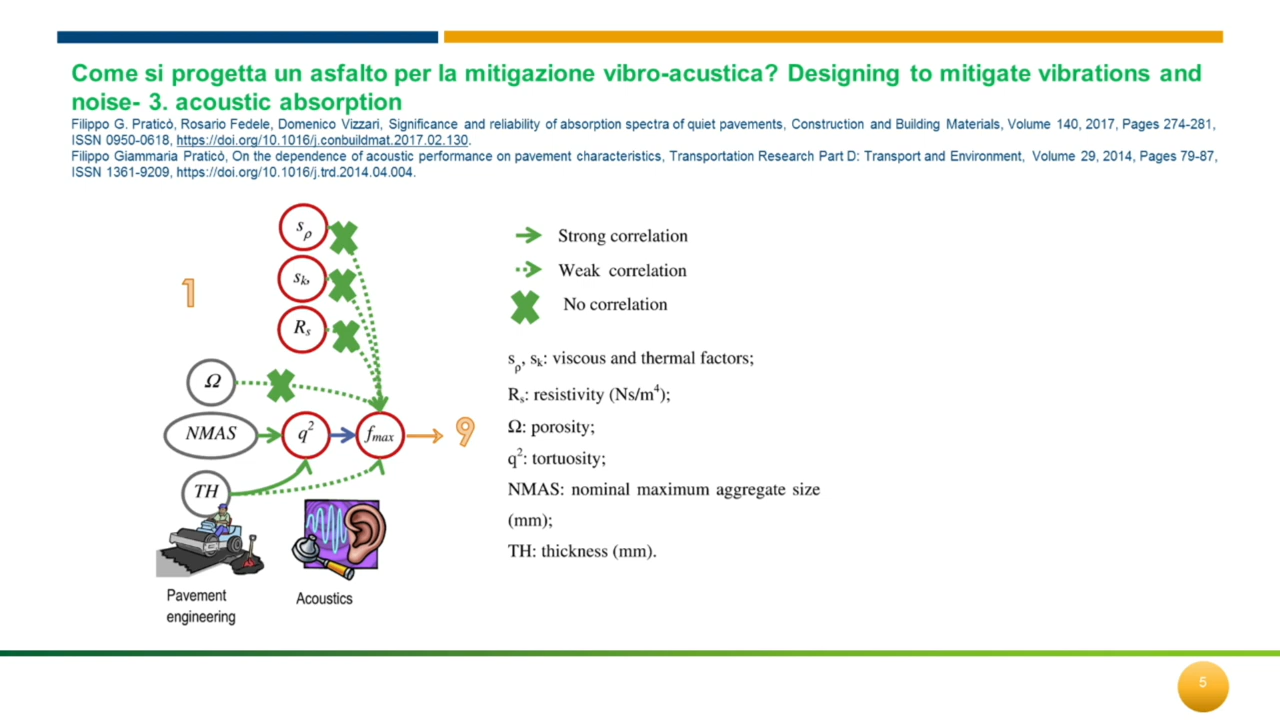 Come si progetta un asfalto per la mitigazione vibro-acustica? Designing to mitigate vibrations and
noise- 3. acoustic absorption
Filippo G. Praticò, Rosario Fedele, Domenico Vizzari, Significance and reliability of absorption spectra of quiet pavements, Construction and Building Materials, Volume 140, 2017, Pages 274-281,
ISSN 0950-0618, https://doi.org/10.1016/j.conbuildmat.2017.02.130.
Filippo Giammaria Praticò, On the dependence of acoustic performance on pavement characteristics, Transportation Research Part D: Transport and Environment, Volume 29, 2014, Pages 79-87,
ISSN 1361-9209, https://doi.org/10.1016/j.trd.2014.04.004.
sρ
sk,
Rs
1
Ω
NMAS
q²
fmax
9
TH
Pavement
engineering
Acoustics
Strong correlation
Weak correlation
No correlation
sρ, sk: viscous and thermal factors;
Rs: resistivity (Ns/m⁴);
Ω: porosity;
q²: tortuosity;
NMAS: nominal maximum aggregate size
(mm);
TH: thickness (mm).
5